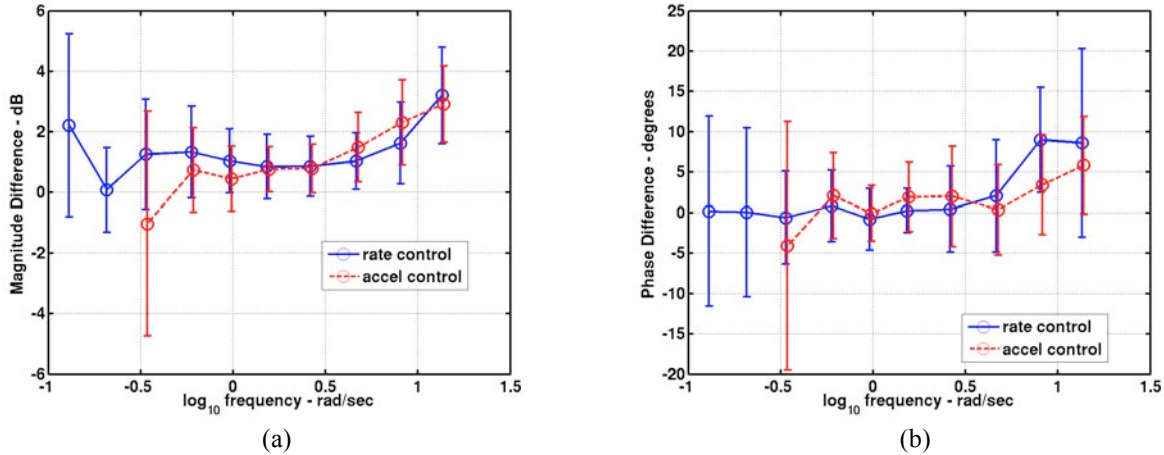 6
4
2
0
-2
-4
-6
-1
-0.5
0
0.5
1
1.5
Magnitude Difference - dB
log10 frequency - rad/sec
rate control
accel control
(a)
25
20
15
10
5
0
-5
-10
-15
-20
-1
-0.5
0
0.5
1
1.5
Phase Difference - degrees
log10 frequency - rad/sec
rate control
accel control
(b)